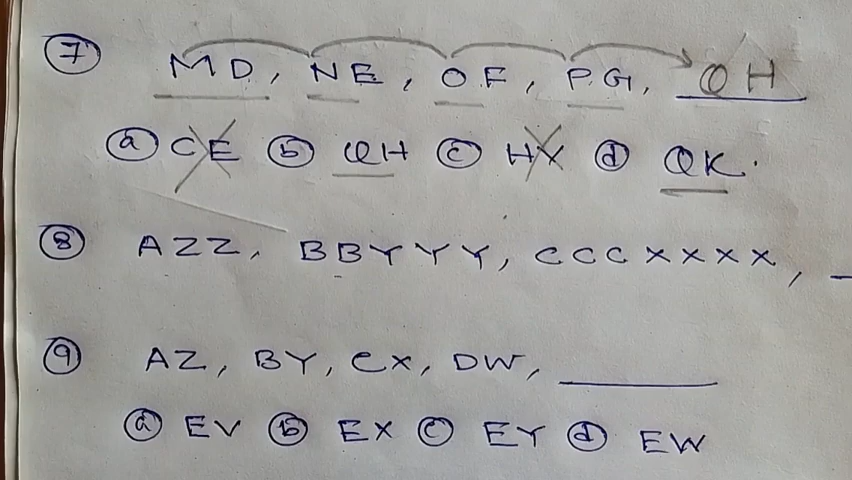 7 MD, NE, OF, PG, QH
a CE b QH c HX d QK.
8 AZZ, BBYYY, CCCXXXX, _
9 AZ, BY, CX, DW, ______
a EV b EX c EY d EW